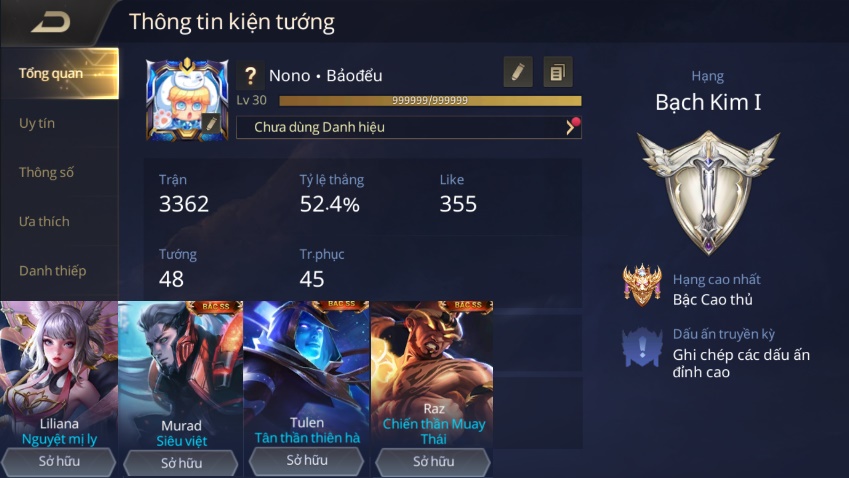 Thông tin kiện tướng
Tổng quan
Uy tín
Thông số
Ưa thích
Danh thiếp
? Nono • Bảođểu
Lv 30
999999/999999
Chưa dùng Danh hiệu
Trận
Tỷ lệ thắng
Like
3362
52.4%
355
Tướng
Tr.phục
48
45
Hạng
Bạch Kim I
Hạng cao nhất
Bậc Cao thủ
Dấu ấn truyền kỳ
Ghi chép các dấu ấn
đỉnh cao
Liliana
Nguyệt mị ly
Sở hữu
BẬC SS
Murad
Siêu việt
Sở hữu
BẬC SS
Tulen
Tân thần thiên hà
Sở hữu
BẬC SS
Raz
Chiến thần Muay
Thái
Sở hữu